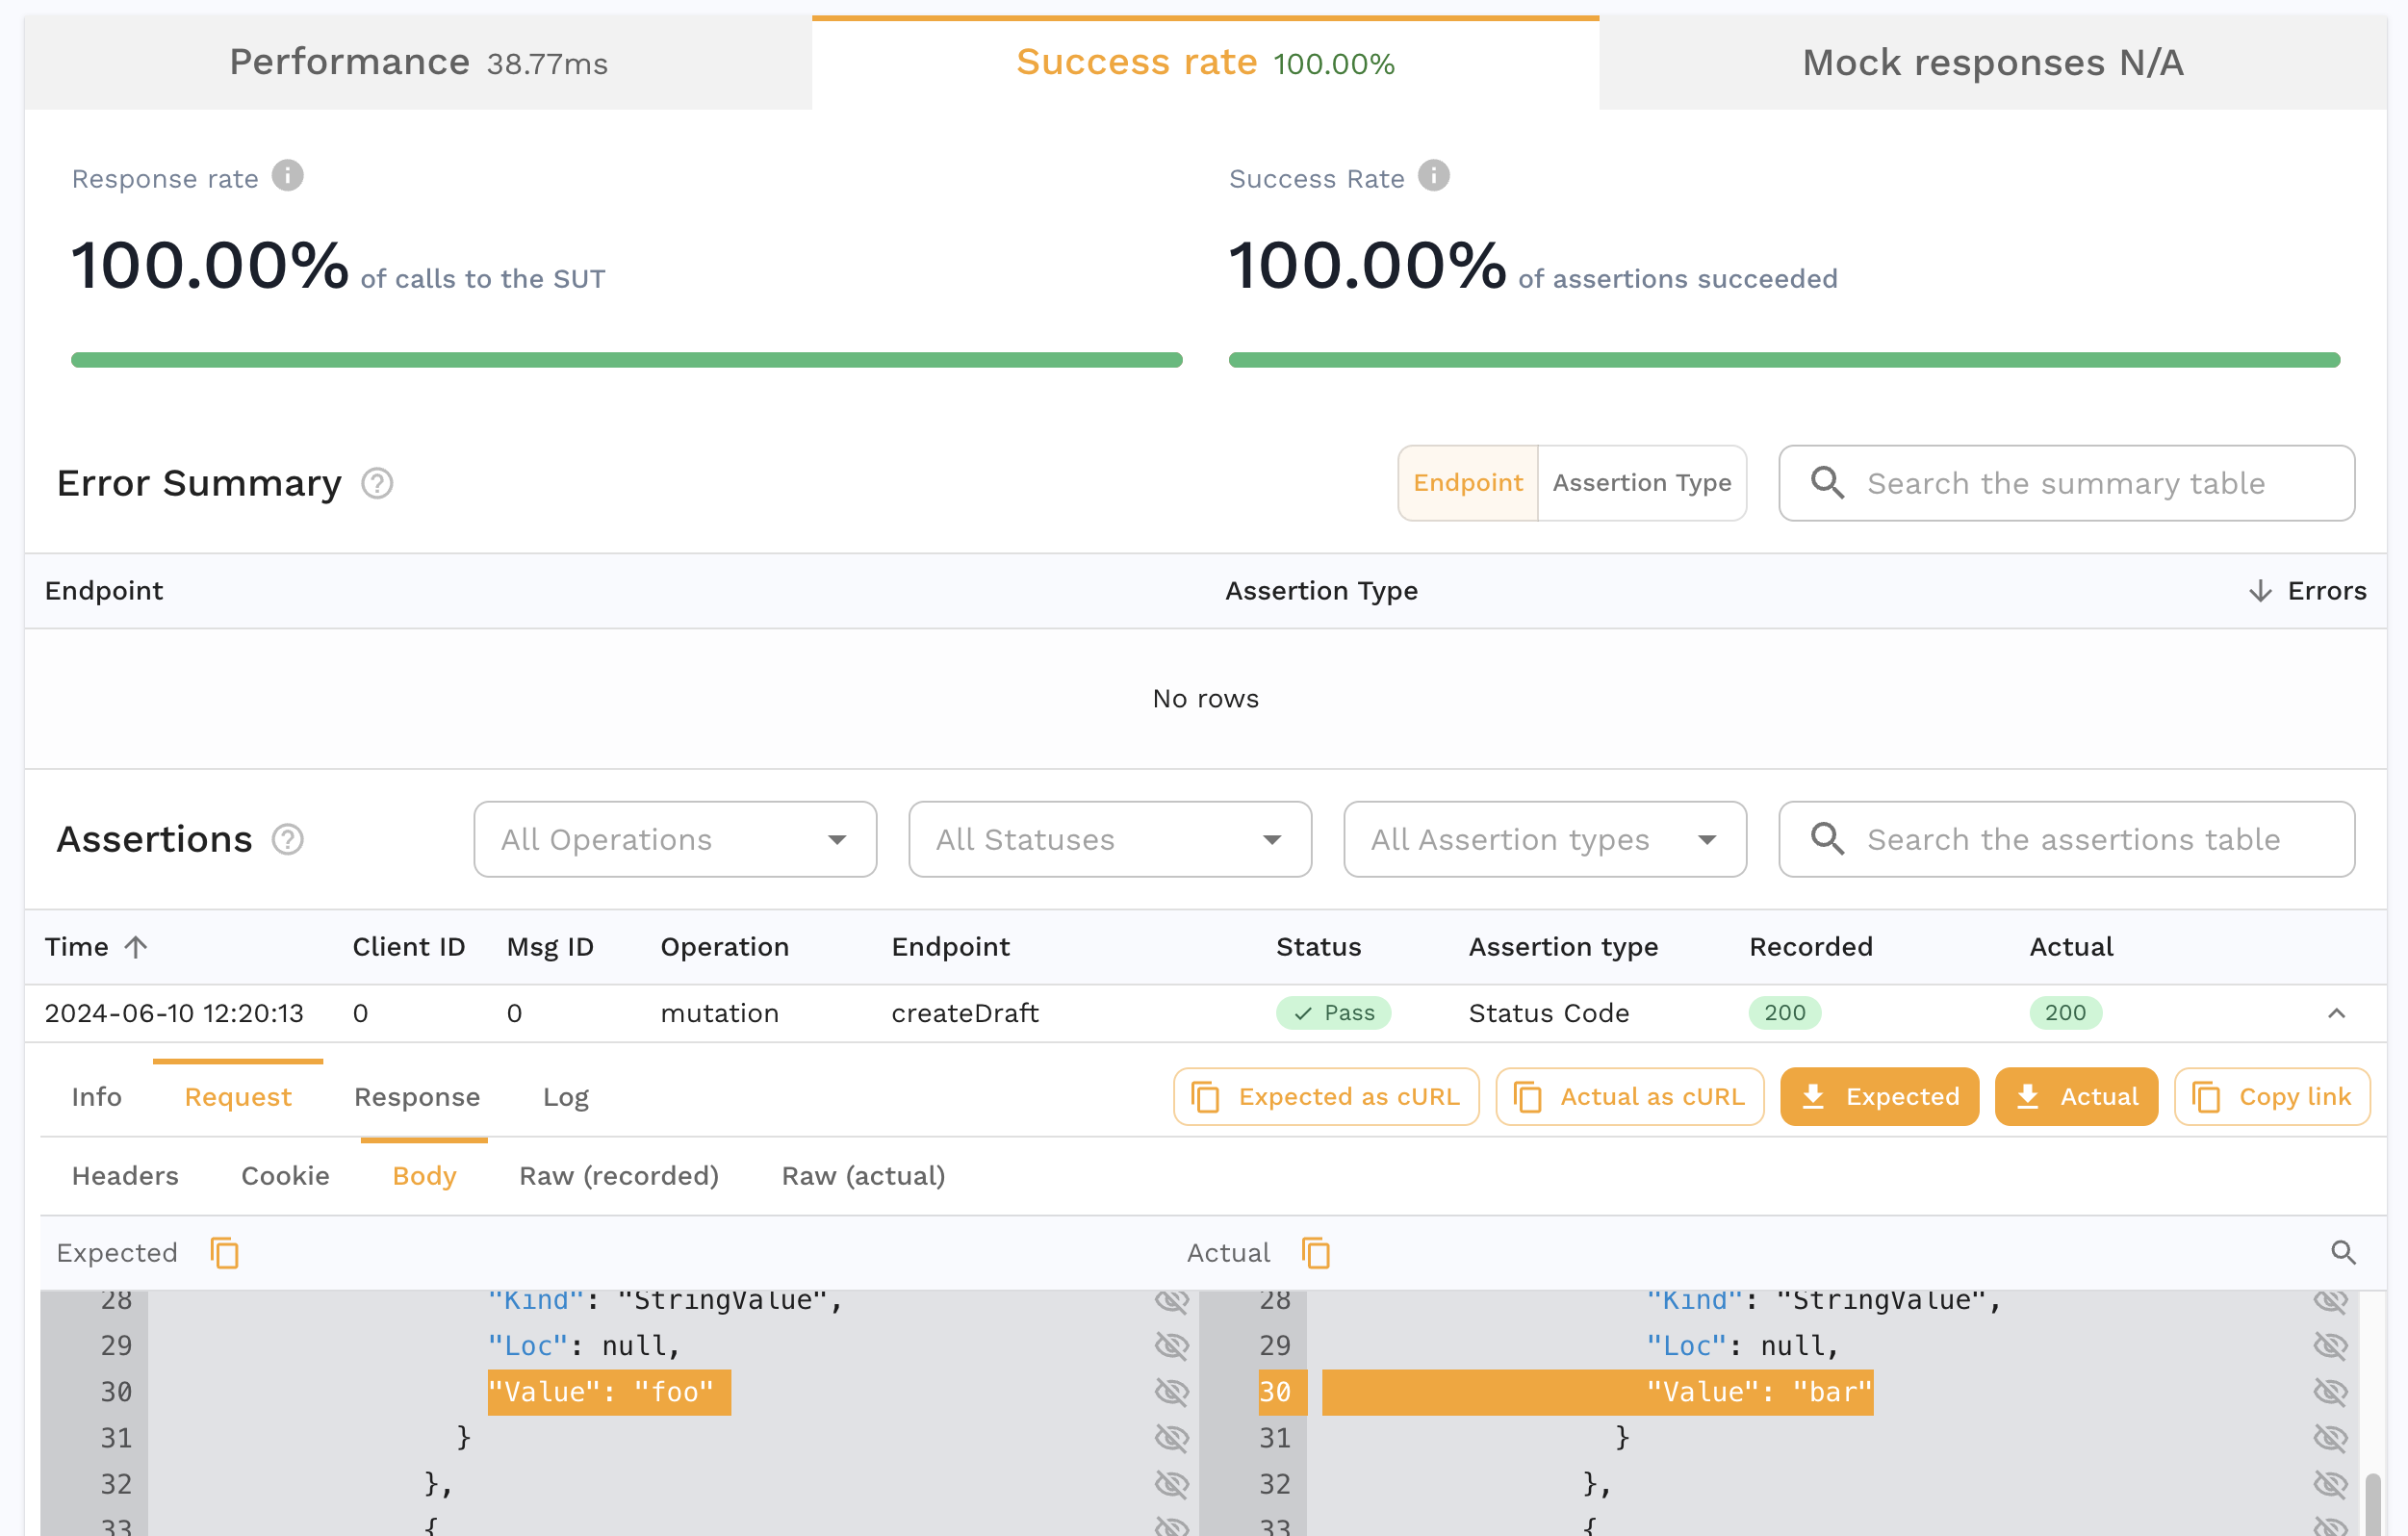 Performance 38.77ms
Success rate 100.00%
Mock responses N/A
Response rate
Success Rate
100.00% of calls to the SUT
100.00% of assertions succeeded
Error Summary
Endpoint
Assertion Type
Search the summary table
Endpoint
Assertion Type
Errors
No rows
Assertions
All Operations
All Statuses
All Assertion types
Search the assertions table
Time
Client ID
Msg ID
Operation
Endpoint
Status
Assertion type
Recorded
Actual
2024-06-10 12:20:13
0
0
mutation
createDraft
Pass
Status Code
200
200
Info
Request
Response
Log
Expected as cURL
Actual as cURL
Expected
Actual
Copy link
Headers
Cookie
Body
Raw (recorded)
Raw (actual)
Expected
Actual
28 "Kind": "StringValue",
29 "Loc": null,
30 "Value": "foo"
31 }
32 },
33 {
28 "Kind": "StringValue",
29 "Loc": null,
30 "Value": "bar"
31 }
32 },
33 {